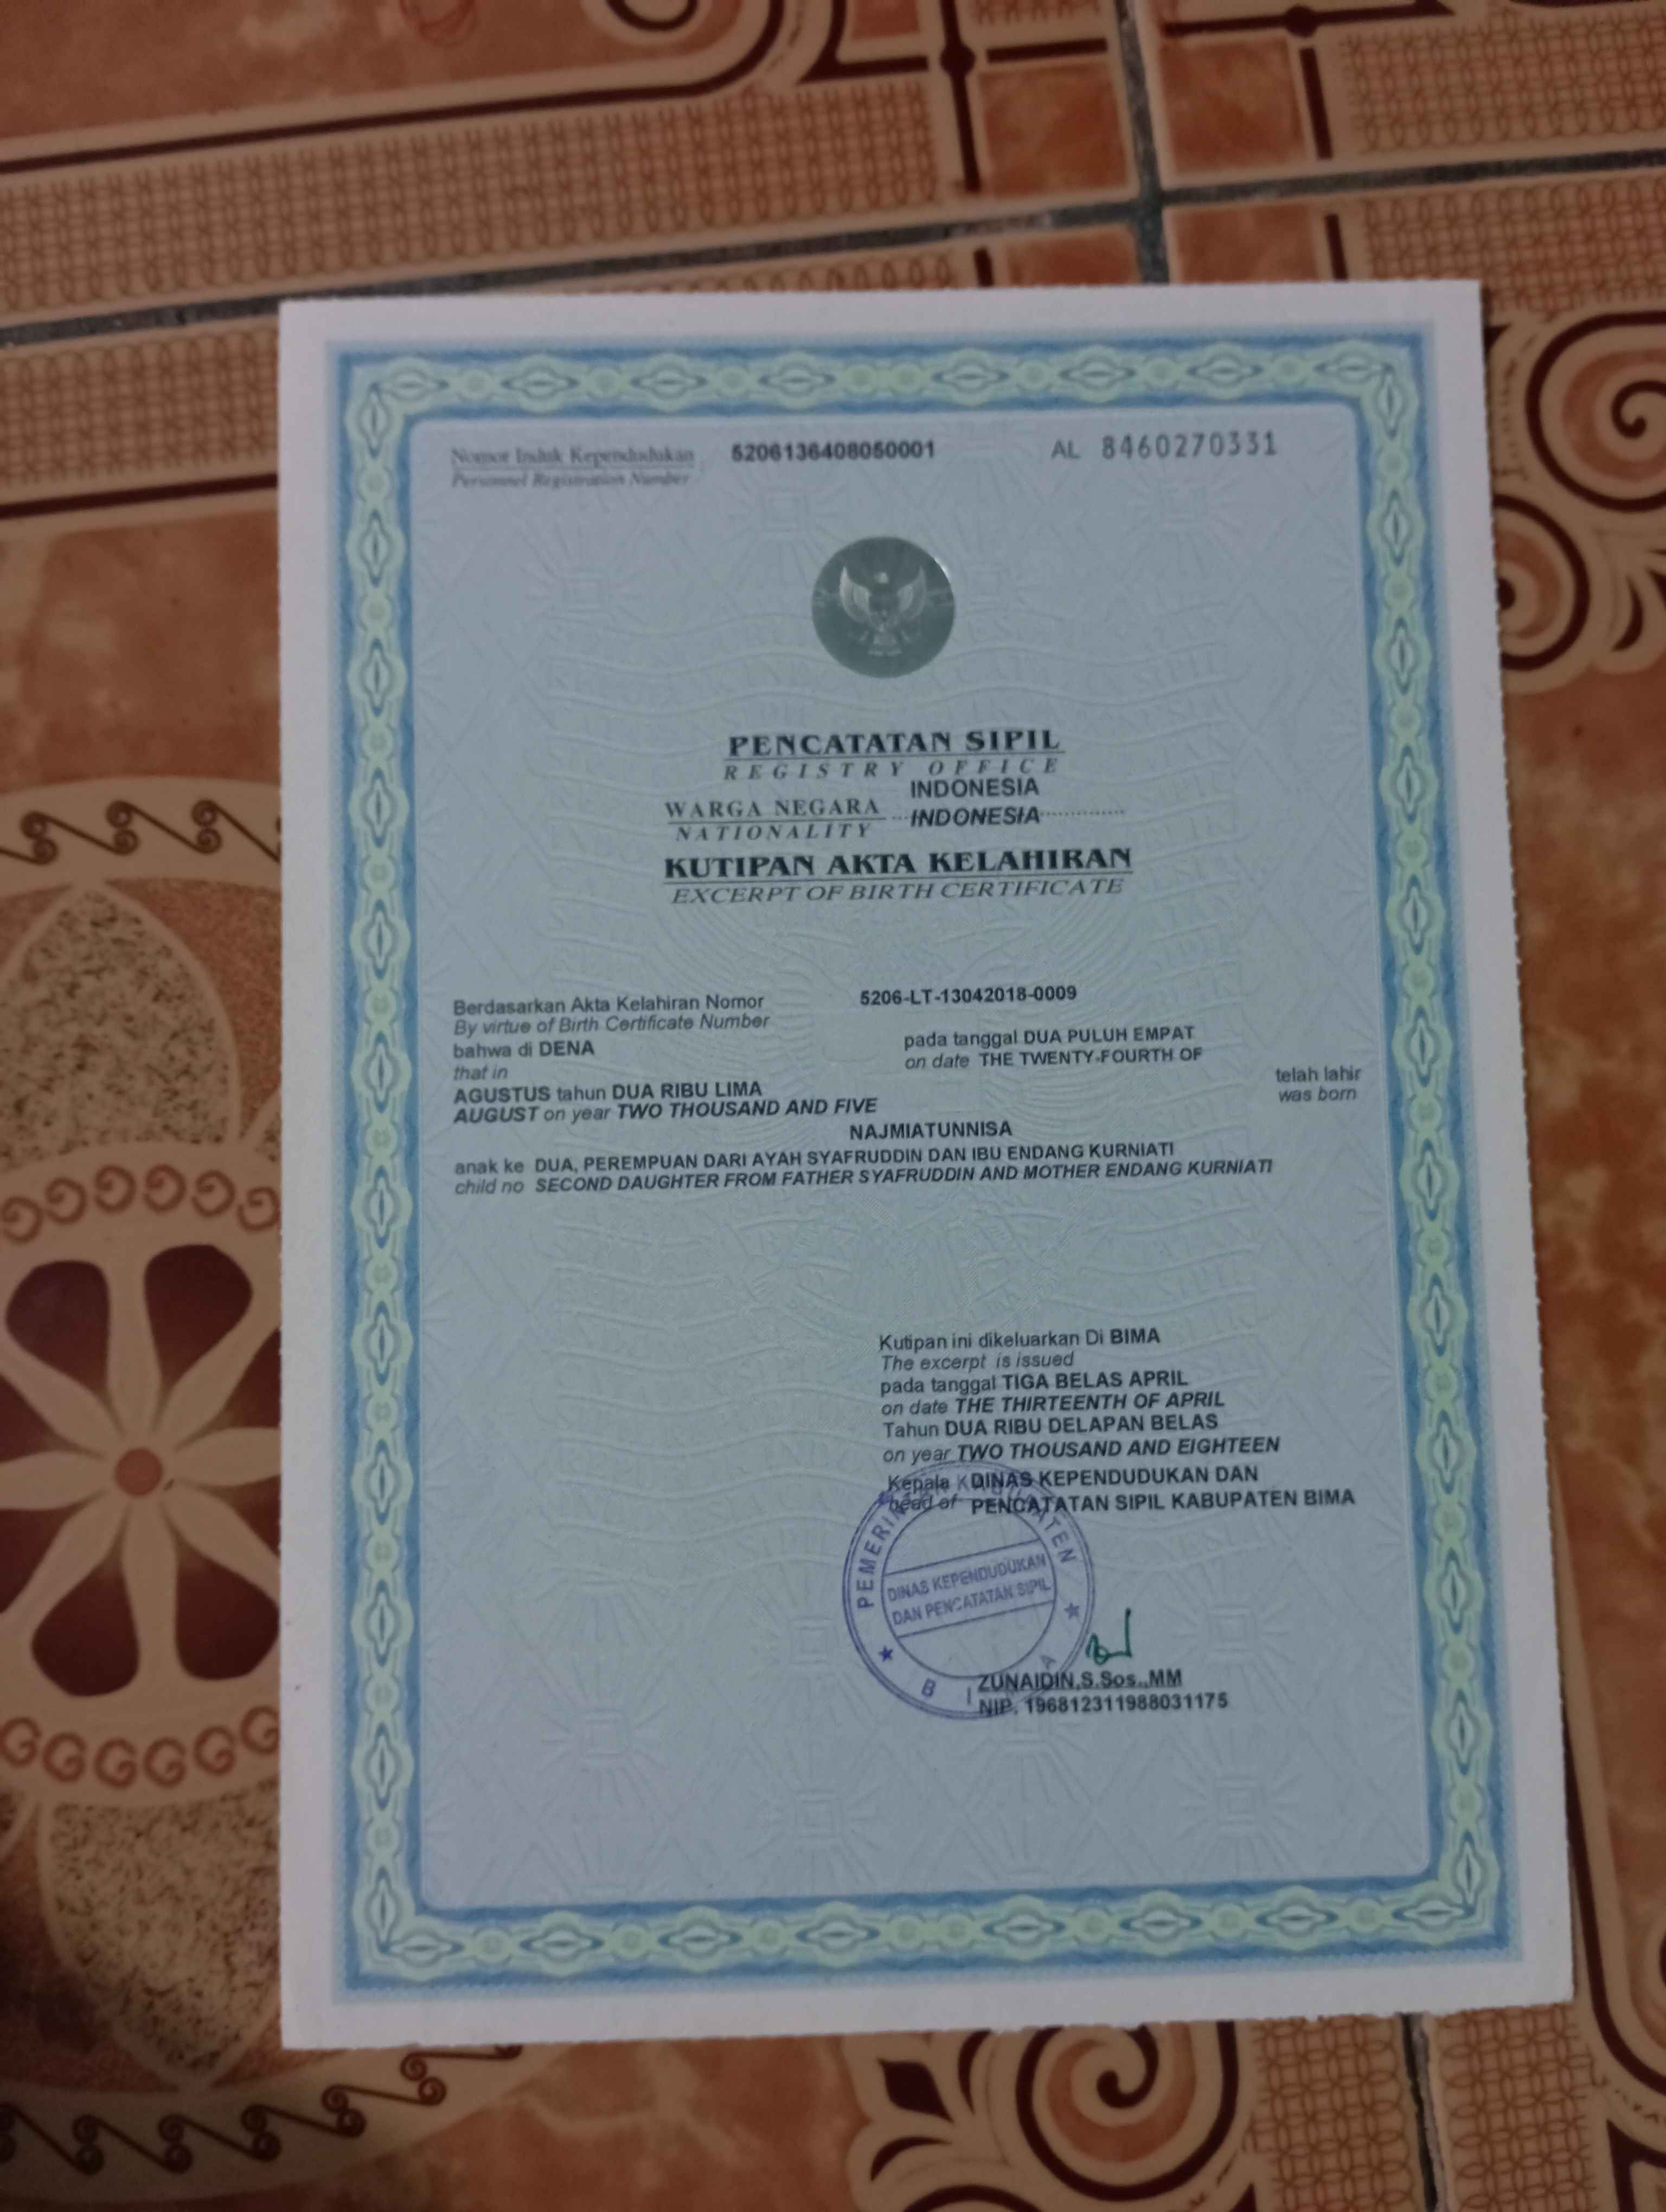 Nomor Induk Kependudukan 5206136408050001 AL 8460270331
Personnel Registration Number
PENCATATAN SIPIL
REGISTRY OFFICE
INDONESIA
WARGA NEGARA
INDONESIA
NATIONALITY
KUTIPAN AKTA KELAHIRAN
EXCERPT OF BIRTH CERTIFICATE
Berdasarkan Akta Kelahiran Nomor 5206-LT-13042018-0009
By virtue of Birth Certificate Number
bahwa di DENA pada tanggal DUA PULUH EMPAT
that in on date THE TWENTY-FOURTH OF
AGUSTUS tahun DUA RIBU LIMA telah lahir
AUGUST on year TWO THOUSAND AND FIVE was born
NAJMIATUNNISA
anak ke DUA, PEREMPUAN DARI AYAH SYAFRUDDIN DAN IBU ENDANG KURNIATI
child no SECOND DAUGHTER FROM FATHER SYAFRUDDIN AND MOTHER ENDANG KURNIATI
Kutipan ini dikeluarkan Di BIMA
The excerpt is issued
pada tanggal TIGA BELAS APRIL
on date THE THIRTEENTH OF APRIL
Tahun DUA RIBU DELAPAN BELAS
on year TWO THOUSAND AND EIGHTEEN
Kepala DINAS KEPENDUDUKAN DAN
head of PENCATATAN SIPIL KABUPATEN BIMA
PEMERINTAH KABUPATEN
DINAS KEPENDUDUKAN
DAN PENCATATAN SIPIL
BIMA
ZUNAIDIN,S.Sos.,MM
NIP. 196812311988031175